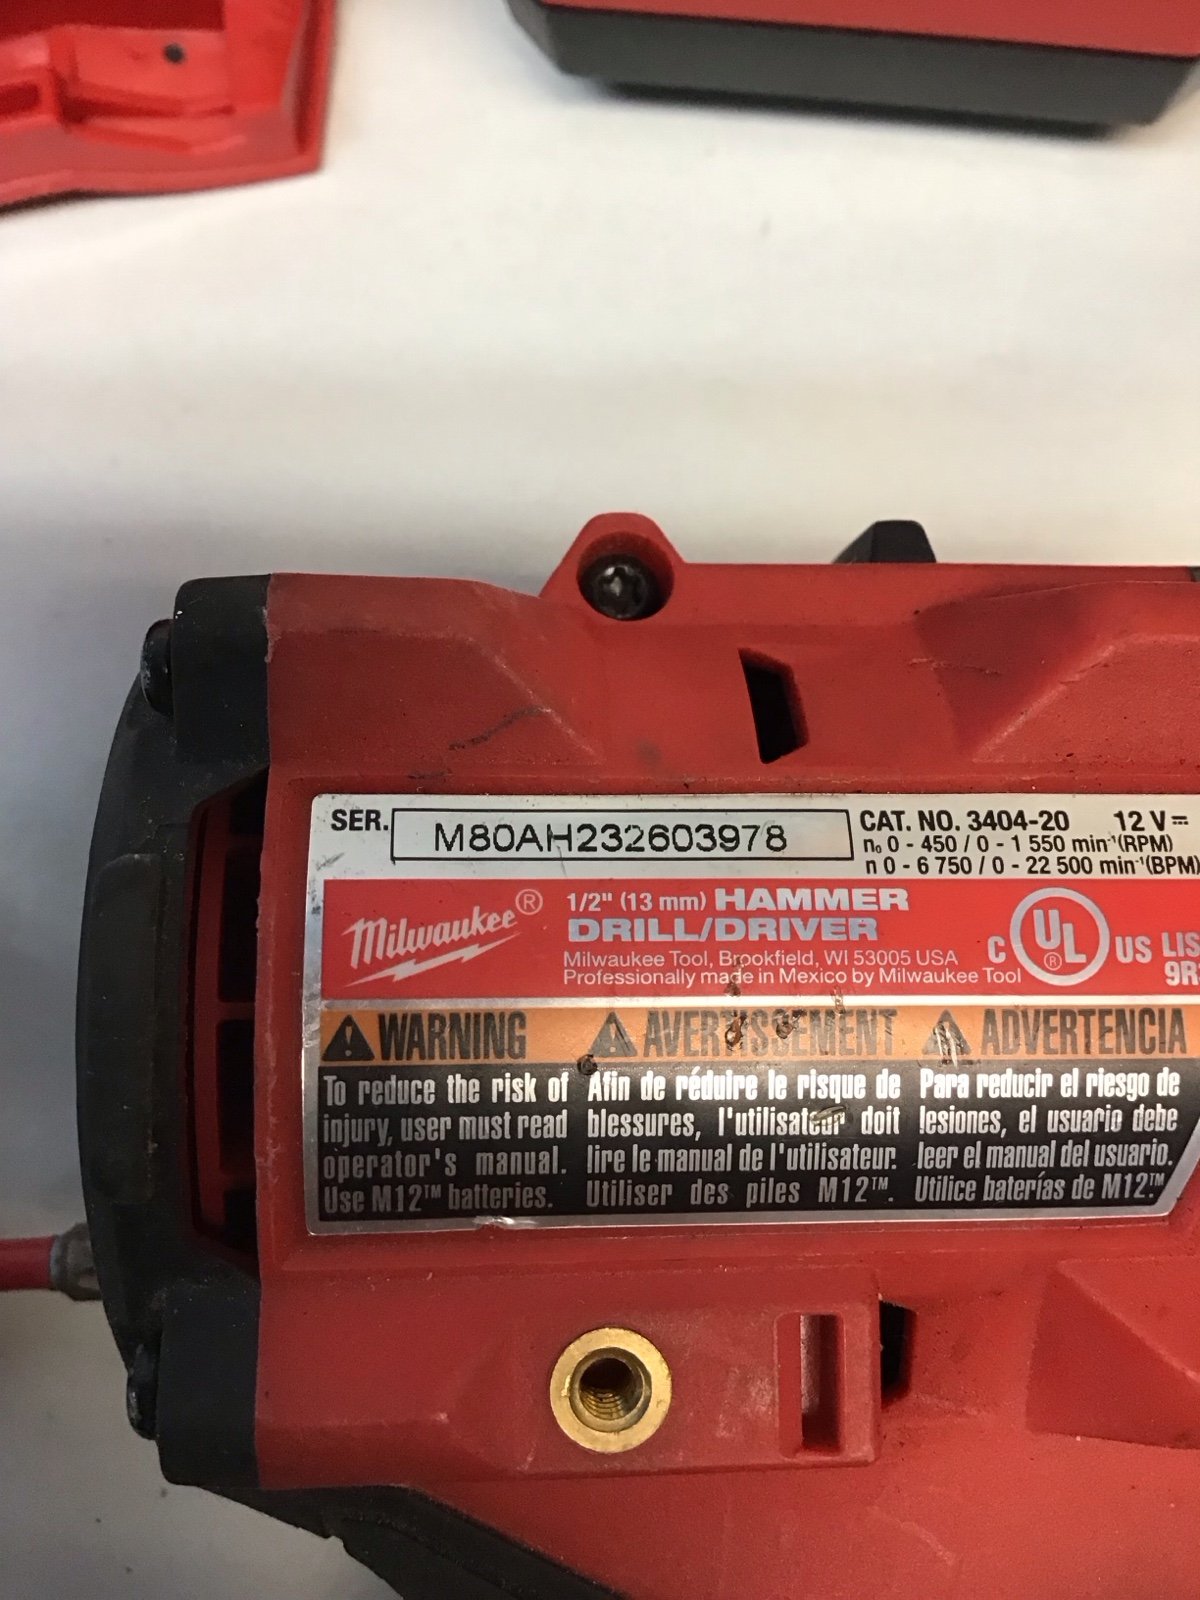 SER. M80AH232603978
CAT. NO. 3404-20 12 V⎓
n₀ 0 - 450 / 0 - 1 550 min⁻¹(RPM)
n 0 - 6 750 / 0 - 22 500 min⁻¹(BPM)
Milwaukee®
1/2" (13 mm) HAMMER
DRILL/DRIVER
Milwaukee Tool, Brookfield, WI 53005 USA
Professionally made in Mexico by Milwaukee Tool
C UL® US
WARNING
To reduce the risk of
injury, user must read
operator's manual.
Use M12™ batteries.
AVERTISSEMENT
Afin de réduire le risque de
blessures, l'utilisateur doit
lire le manuel de l'utilisateur.
Utiliser des piles M12™.
ADVERTENCIA
Para reducir el riesgo de
lesiones, el usuario debe
leer el manual del usuario.
Utilice baterías de M12™.